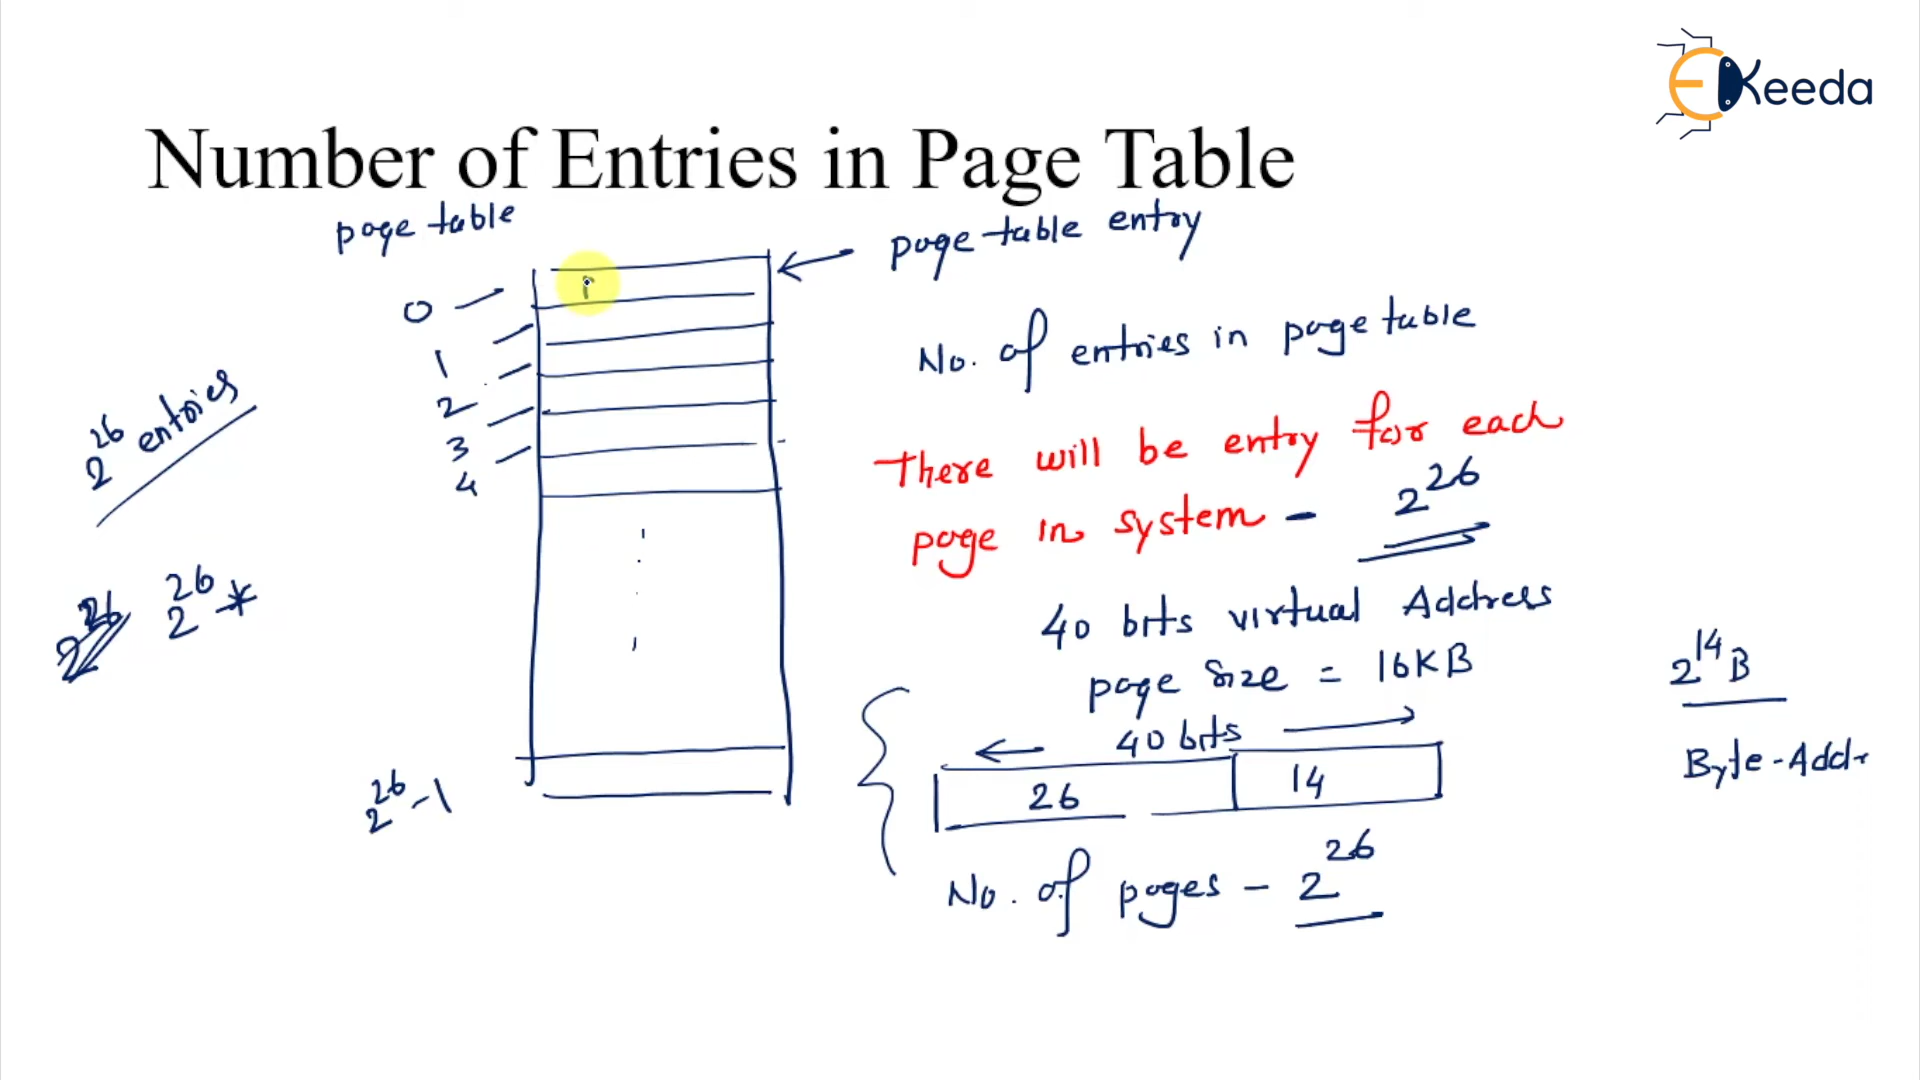 EKeeda
Number of Entries in Page Table
page table
page table entry
0
1
2
3
4
2^26 entries
2^26 2^26 *
2^26 -1
No. of entries in page table
There will be entry for each
page in system - 2^26
40 bits virtual Address
page size = 16KB
2^14 B
Byte-Addr
40 bits
26 14
No. of pages - 2^26